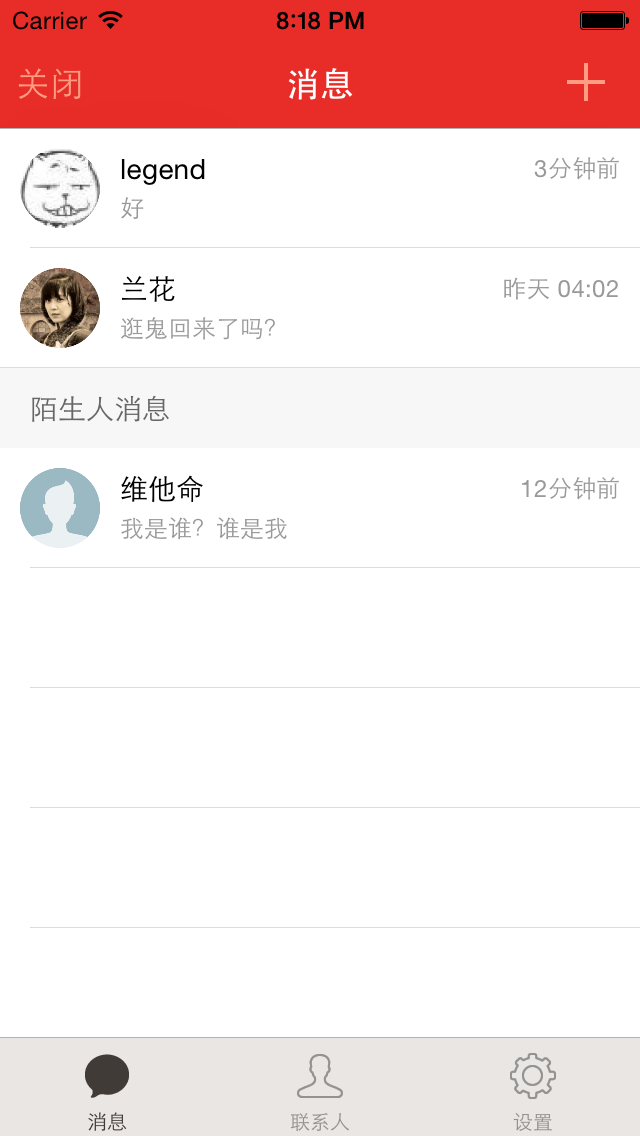 Carrier 8:18 PM
关闭 消息
legend 3分钟前
好
兰花 昨天 04:02
逛鬼回来了吗?
陌生人消息
维他命 12分钟前
我是谁？谁是我
消息 联系人 设置